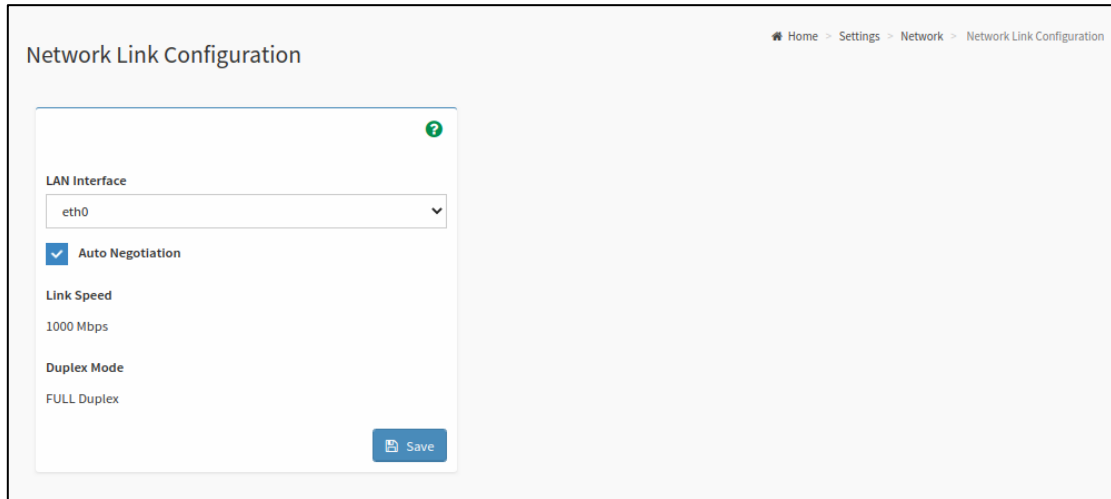 Home > Settings > Network > Network Link Configuration
Network Link Configuration
LAN Interface
eth0
Auto Negotiation
Link Speed
1000 Mbps
Duplex Mode
FULL Duplex
Save